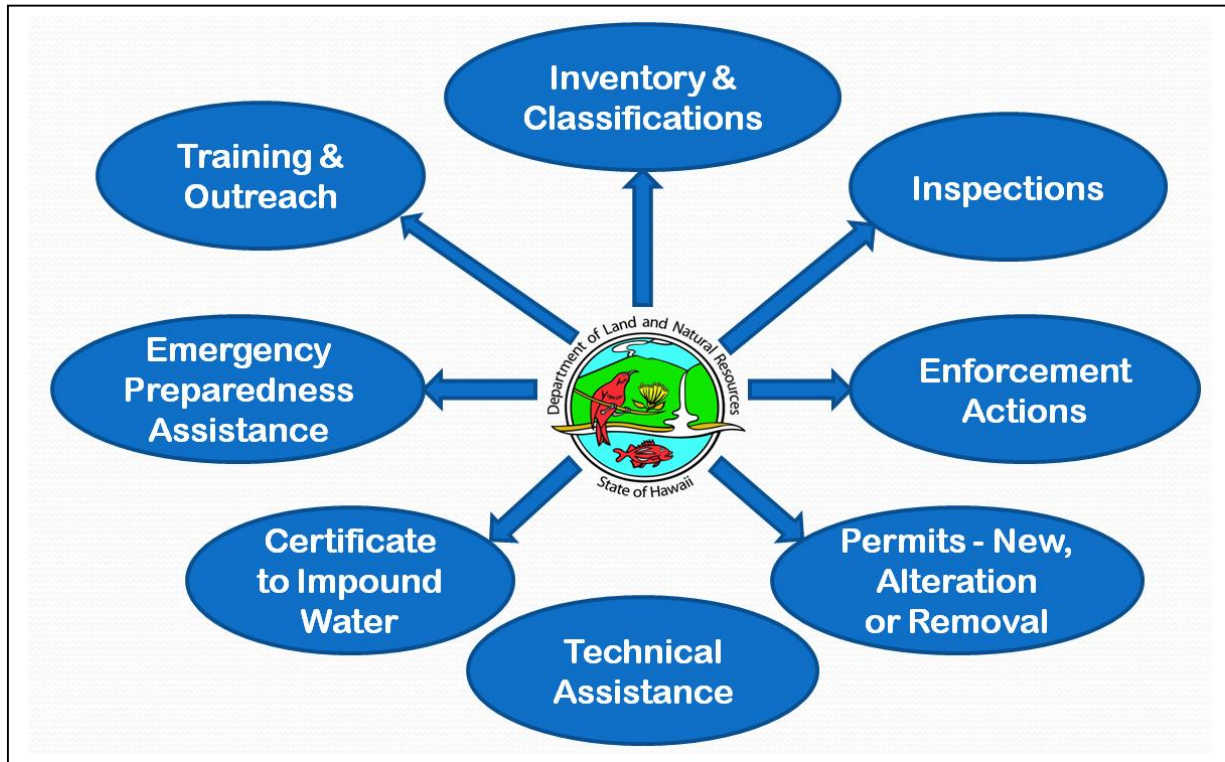 Inventory &
Classifications
Training &
Outreach
Inspections
Department of Land and Natural Resources
State of Hawaii
Emergency
Preparedness
Assistance
Enforcement
Actions
Certificate
to Impound
Water
Permits - New,
Alteration
or Removal
Technical
Assistance